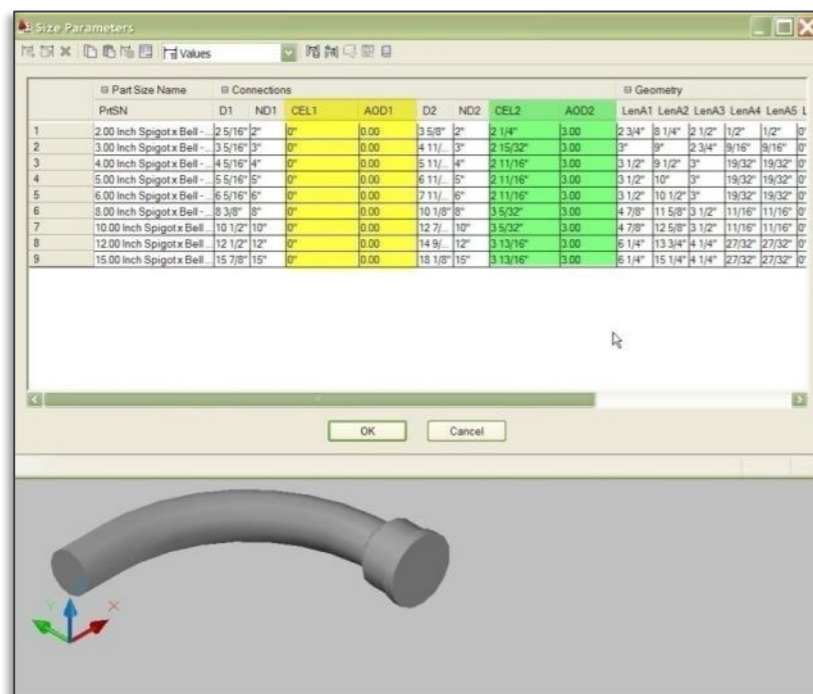 Size Parameters
Values
Part Size Name Connections Geometry
PrtSN D1 ND1 CEL1 AOD1 D2 ND2 CEL2 AOD2 LenA1 LenA2 LenA3 LenA4 LenA5 L
1 2.00 Inch Spigot x Bell - ... 2 5/16" 2" 0" 0.00 3 5/8" 2" 2 1/4" 3.00 2 3/4" 8 1/4" 2 1/2" 1/2" 1/2" 0"
2 3.00 Inch Spigot x Bell - ... 3 5/16" 3" 0" 0.00 4 11/... 3" 2 15/32" 3.00 3" 9" 2 3/4" 9/16" 9/16" 0"
3 4.00 Inch Spigot x Bell - ... 4 5/16" 4" 0" 0.00 5 11/... 4" 2 11/16" 3.00 3 1/2" 9 1/2" 3" 19/32" 19/32" 0"
4 5.00 Inch Spigot x Bell - ... 5 5/16" 5" 0" 0.00 6 11/... 5" 2 11/16" 3.00 3 1/2" 10" 3" 19/32" 19/32" 0"
5 6.00 Inch Spigot x Bell - ... 6 5/16" 6" 0" 0.00 7 11/... 6" 2 11/16" 3.00 3 1/2" 10 1/2" 3" 19/32" 19/32" 0"
6 8.00 Inch Spigot x Bell - ... 8 3/8" 8" 0" 0.00 10 1/8" 8" 3 5/32" 3.00 4 7/8" 11 5/8" 3 1/2" 11/16" 11/16" 0"
7 10.00 Inch Spigot x Bell ... 10 1/2" 10" 0" 0.00 12 7/... 10" 3 5/32" 3.00 4 7/8" 12 5/8" 3 1/2" 11/16" 11/16" 0"
8 12.00 Inch Spigot x Bell ... 12 1/2" 12" 0" 0.00 14 9/... 12" 3 13/16" 3.00 6 1/4" 13 3/4" 4 1/4" 27/32" 27/32" 0"
9 15.00 Inch Spigot x Bell ... 15 7/8" 15" 0" 0.00 18 1/8" 15" 3 13/16" 3.00 6 1/4" 15 1/4" 4 1/4" 27/32" 27/32" 0"
OK Cancel
Y X